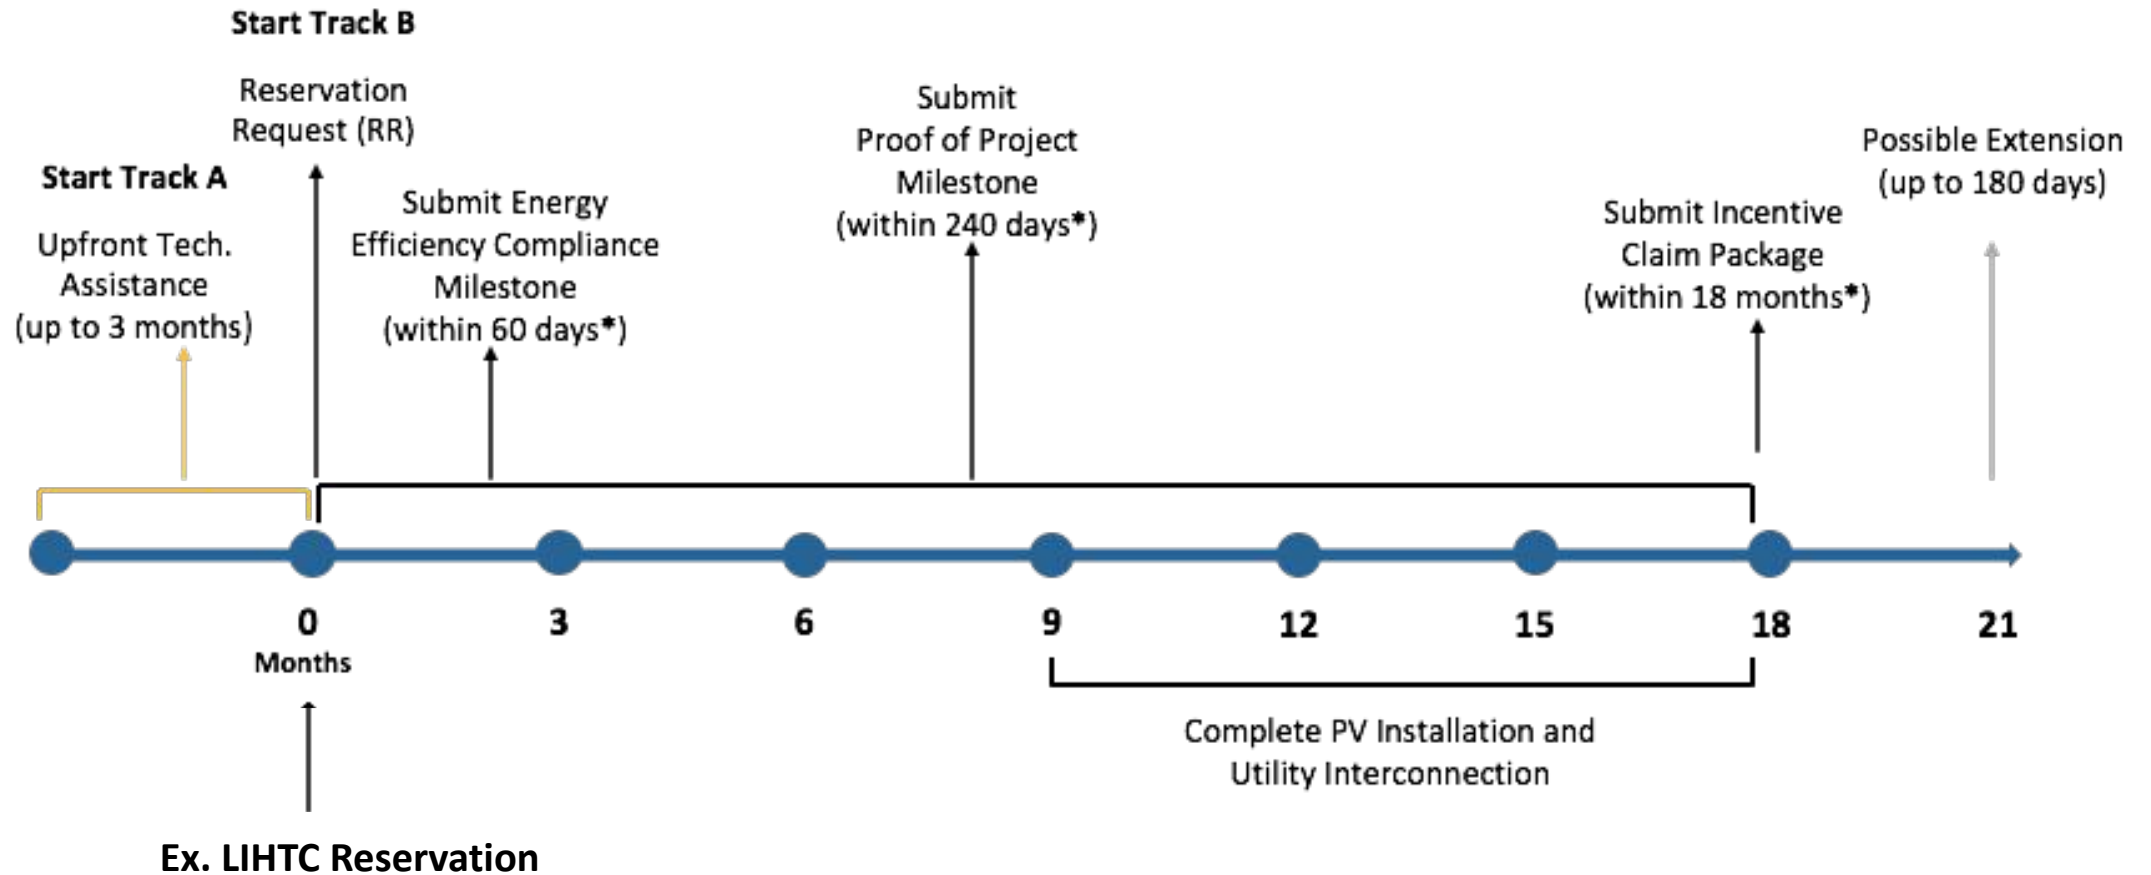 Start Track B
Reservation
Request (RR)
Start Track A
Upfront Tech.
Assistance
(up to 3 months)
Submit Energy
Efficiency Compliance
Milestone
(within 60 days*)
Submit
Proof of Project
Milestone
(within 240 days*)
Submit Incentive
Claim Package
(within 18 months*)
Possible Extension
(up to 180 days)
0 3 6 9 12 15 18 21
Months
Complete PV Installation and
Utility Interconnection
Ex. LIHTC Reservation